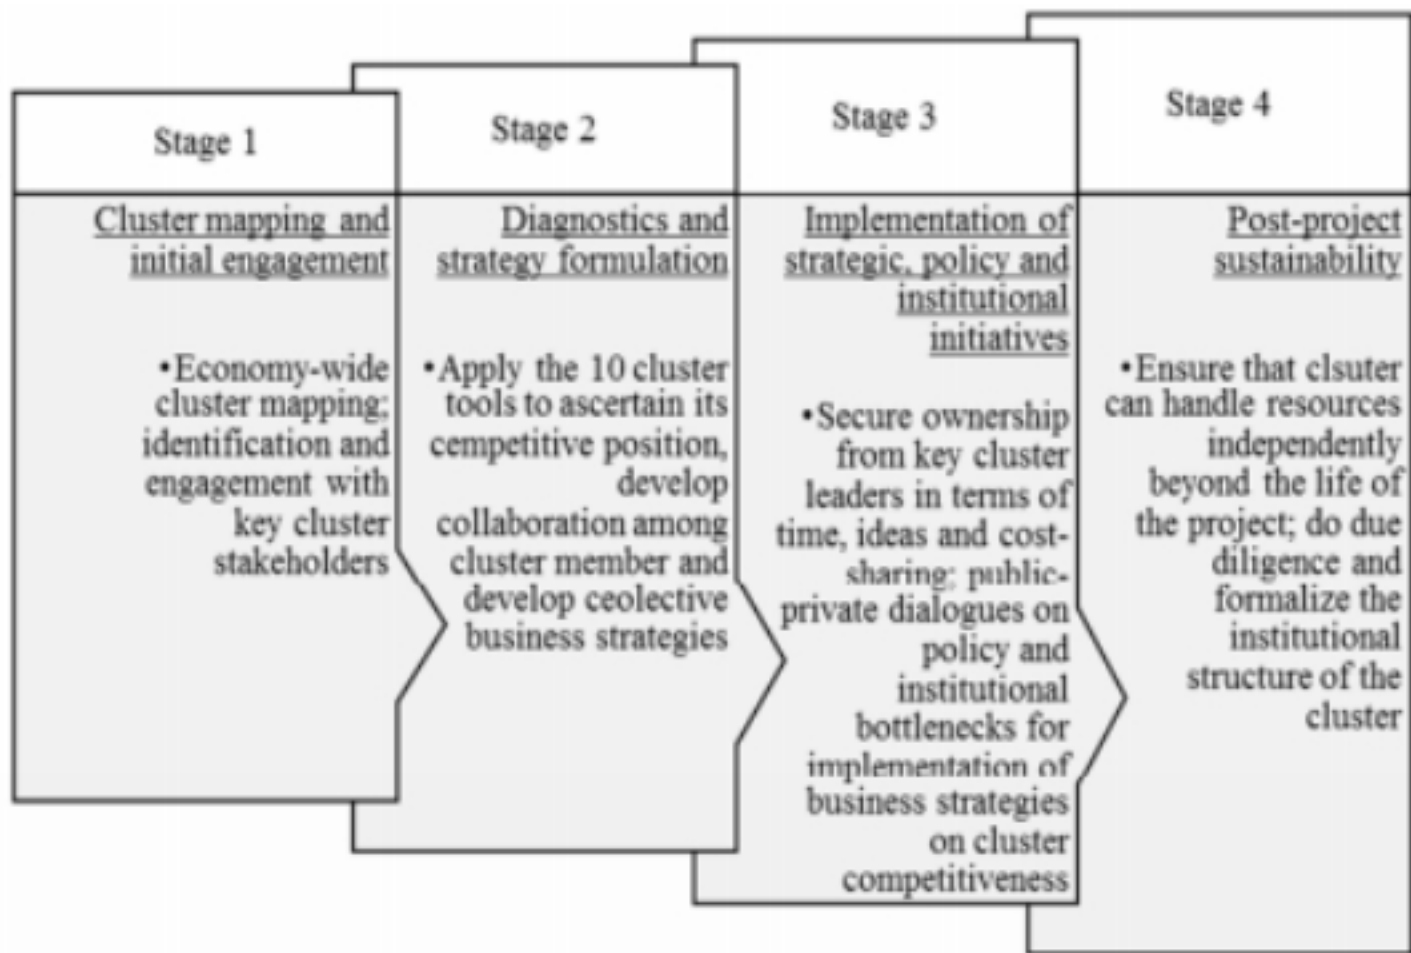 Stage 1
Cluster mapping and
initial engagement
•Economy-wide
cluster mapping;
identification and
engagement with
key cluster
stakeholders
Stage 2
Diagnostics and
strategy formulation
•Apply the 10 cluster
tools to ascertain its
cempetitive position,
develop
collaboration among
cluster member and
develop ceolective
business strategies
Stage 3
Implementation of
strategic, policy and
institutional
initiatives
•Secure ownership
from key cluster
leaders in terms of
time, ideas and cost-
sharing; public-
private dialogues on
policy and
institutional
bottlenecks for
implementation of
business strategies
on cluster
competitiveness
Stage 4
Post-project
sustainability
•Ensure that clsuter
can handle resources
independently
beyond the life of
the project; do due
diligence and
formalize the
institutional
structure of the
cluster